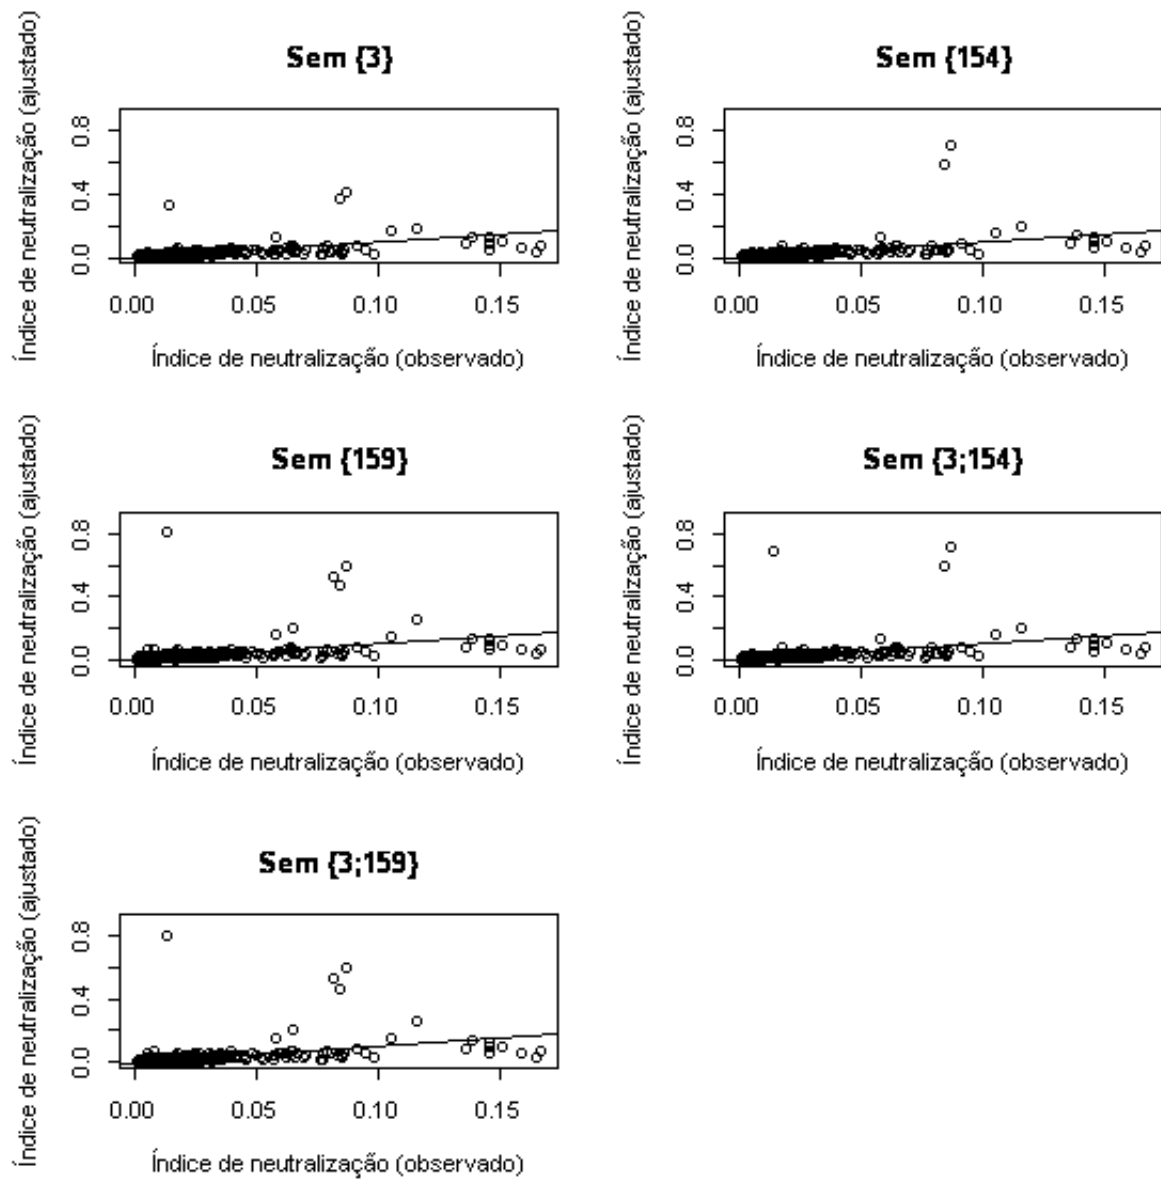 Sem {3}
Índice de neutralização (ajustado)
0.0 0.4 0.8
0.00 0.05 0.10 0.15
Índice de neutralização (observado)
Sem {154}
Índice de neutralização (ajustado)
0.0 0.4 0.8
0.00 0.05 0.10 0.15
Índice de neutralização (observado)
Sem {159}
Índice de neutralização (ajustado)
0.0 0.4 0.8
0.00 0.05 0.10 0.15
Índice de neutralização (observado)
Sem {3;154}
Índice de neutralização (ajustado)
0.0 0.4 0.8
0.00 0.05 0.10 0.15
Índice de neutralização (observado)
Sem {3;159}
Índice de neutralização (ajustado)
0.0 0.4 0.8
0.00 0.05 0.10 0.15
Índice de neutralização (observado)